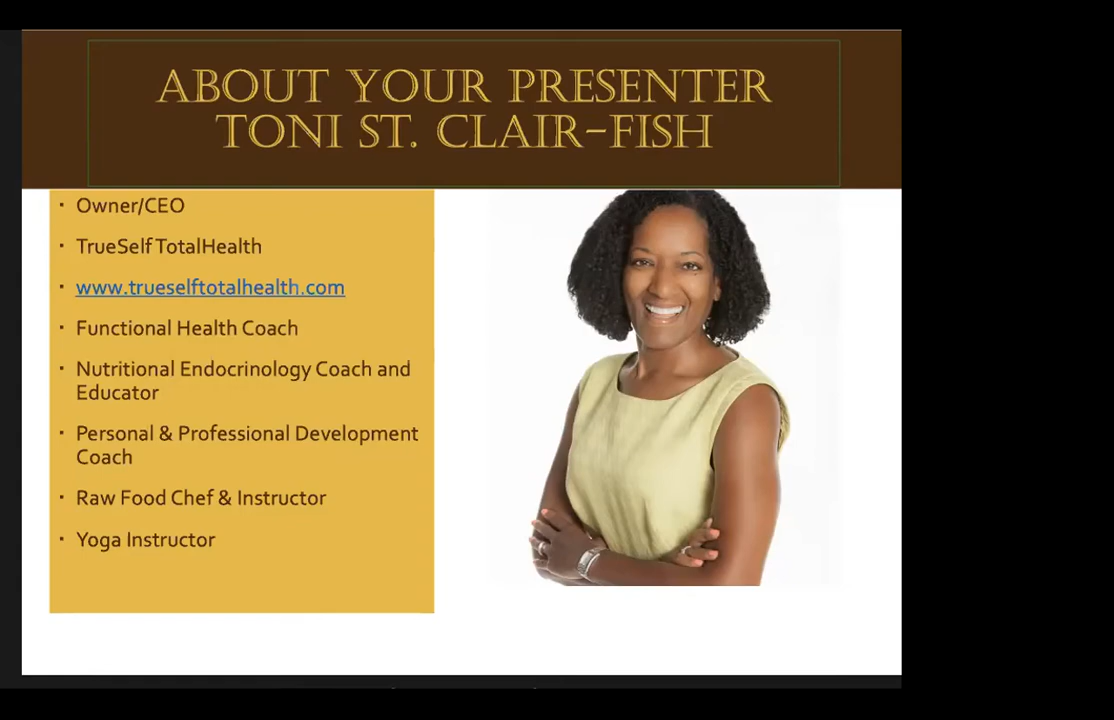 ABOUT YOUR PRESENTER
TONI ST. CLAIR-FISH
▪ Owner/CEO
▪ TrueSelf TotalHealth
▪ www.trueselftotalhealth.com
▪ Functional Health Coach
▪ Nutritional Endocrinology Coach and
Educator
▪ Personal & Professional Development
Coach
▪ Raw Food Chef & Instructor
▪ Yoga Instructor